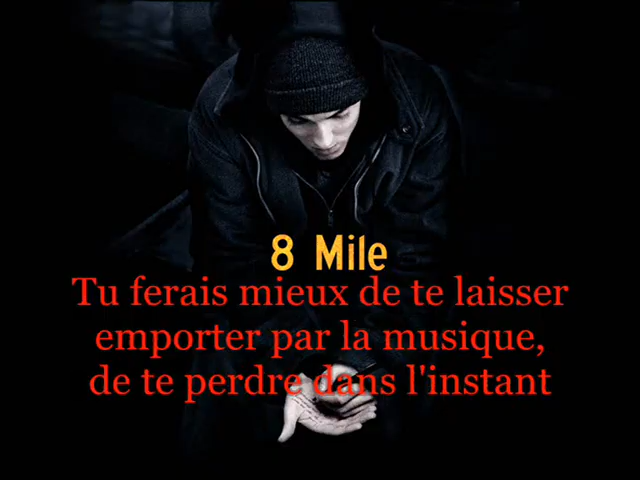 8 Mile
Tu ferais mieux de te laisser
emporter par la musique,
de te perdre dans l'instant